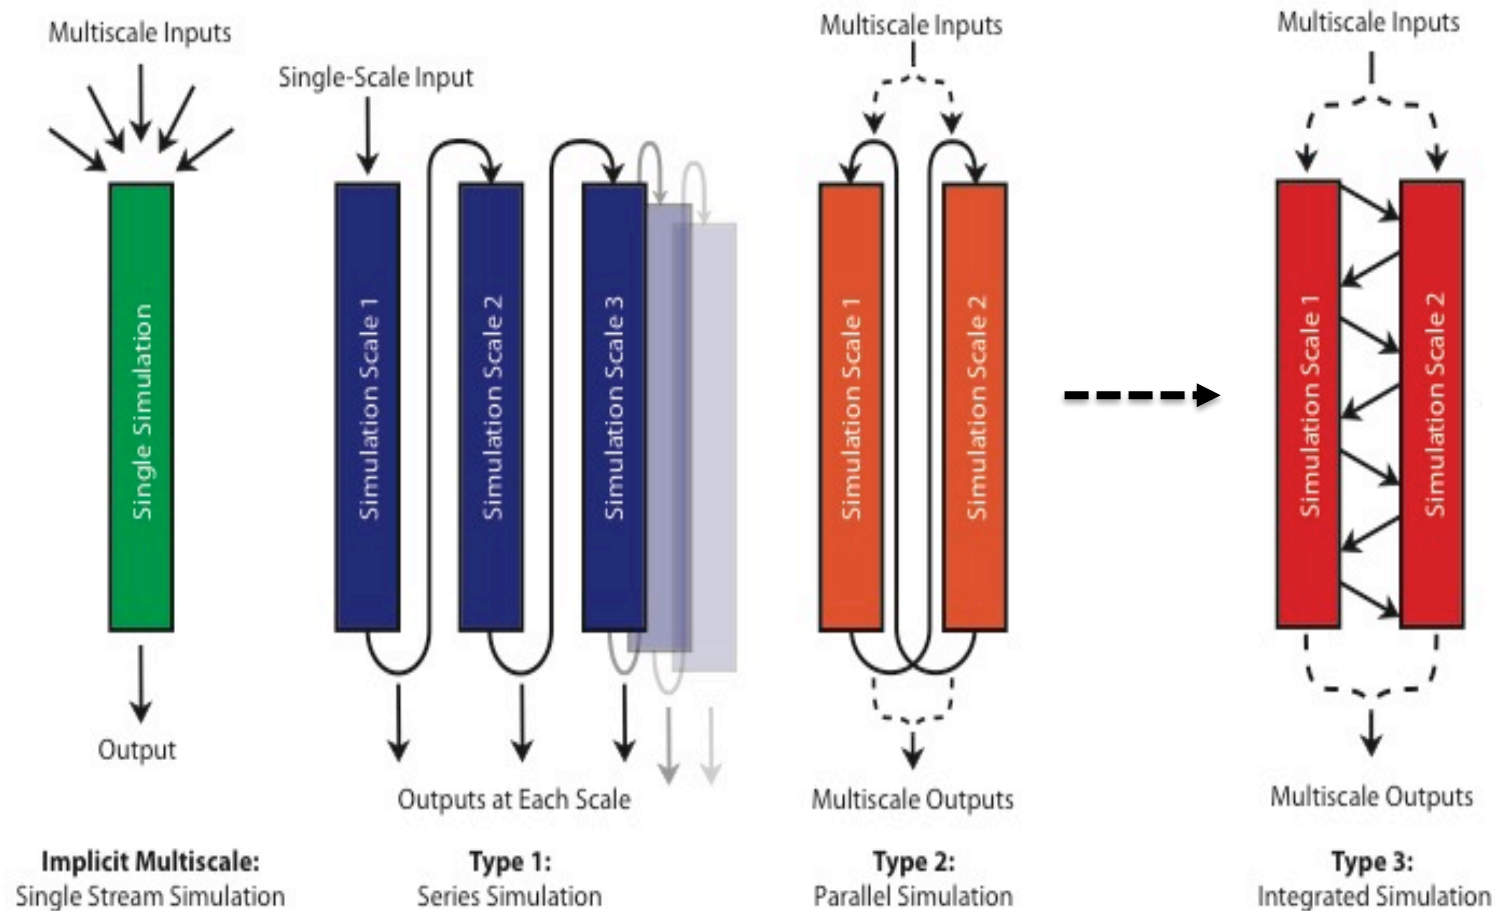 Multiscale Inputs
Single Simulation
Output
Implicit Multiscale:
Single Stream Simulation
Single-Scale Input
Simulation Scale 1
Simulation Scale 2
Simulation Scale 3
Outputs at Each Scale
Type 1:
Series Simulation
Multiscale Inputs
Simulation Scale 1
Simulation Scale 2
Multiscale Outputs
Type 2:
Parallel Simulation
Multiscale Inputs
Simulation Scale 1
Simulation Scale 2
Multiscale Outputs
Type 3:
Integrated Simulation